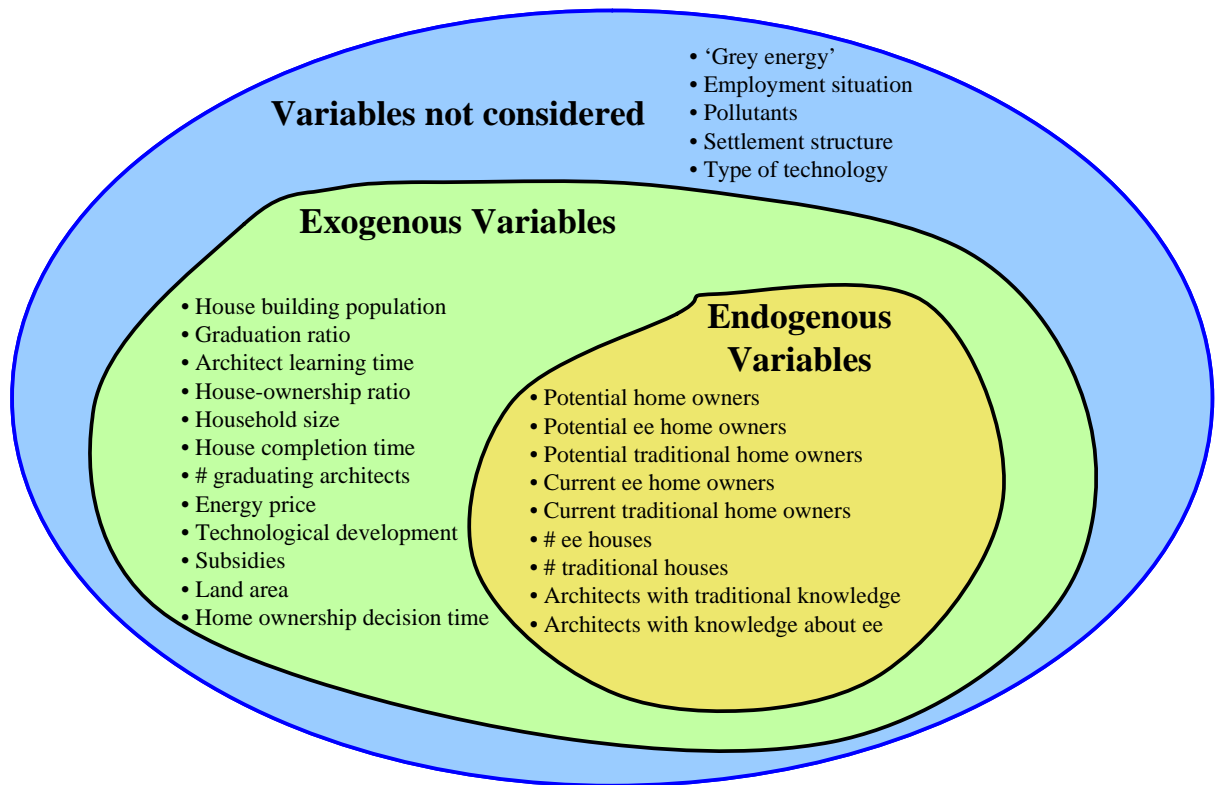 Variables not considered
• ‘Grey energy’
• Employment situation
• Pollutants
• Settlement structure
• Type of technology
Exogenous Variables
• House building population
• Graduation ratio
• Architect learning time
• House-ownership ratio
• Household size
• House completion time
• # graduating architects
• Energy price
• Technological development
• Subsidies
• Land area
• Home ownership decision time
Endogenous
Variables
• Potential home owners
• Potential ee home owners
• Potential traditional home owners
• Current ee home owners
• Current traditional home owners
• # ee houses
• # traditional houses
• Architects with traditional knowledge
• Architects with knowledge about ee